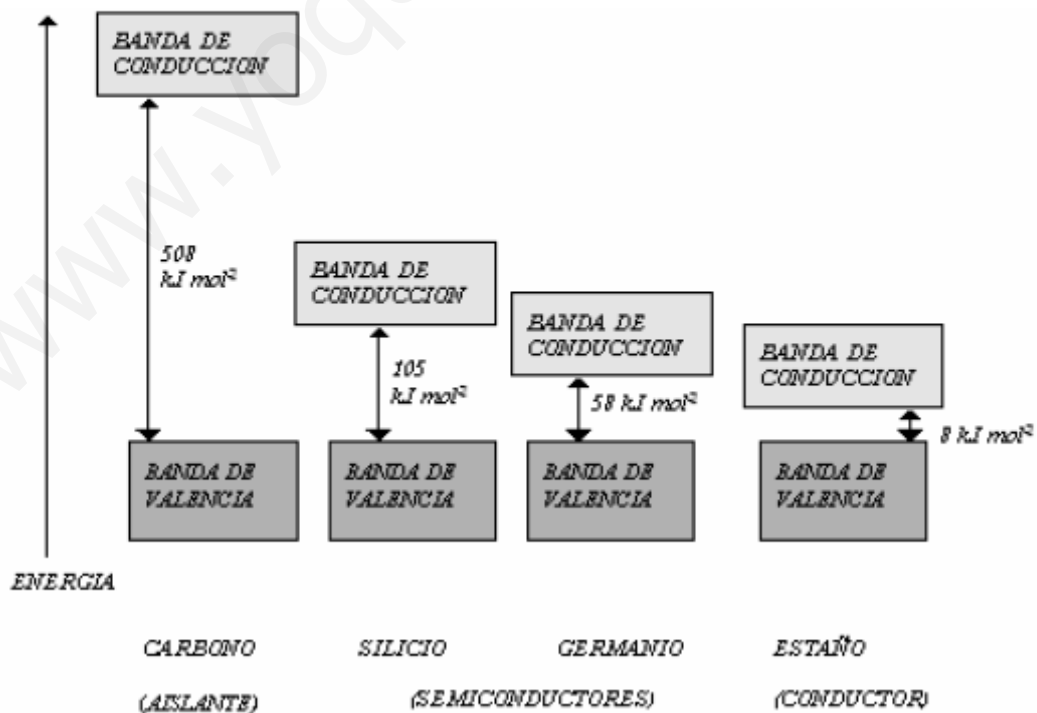 www.yoq
BANDA DE
CONDUCCION
508
kJ mol-1
BANDA DE
CONDUCCION
105
kJ mol-1
BANDA DE
CONDUCCION
58 kJ mol-1
BANDA DE
CONDUCCION
8 kJ mol-1
BANDA DE
VALENCIA
BANDA DE
VALENCIA
BANDA DE
VALENCIA
BANDA DE
VALENCIA
ENERGIA
CARBONO SILICIO GERMANIO ESTAÑO
(AISLANTE) (SEMICONDUCTORES) (CONDUCTOR)